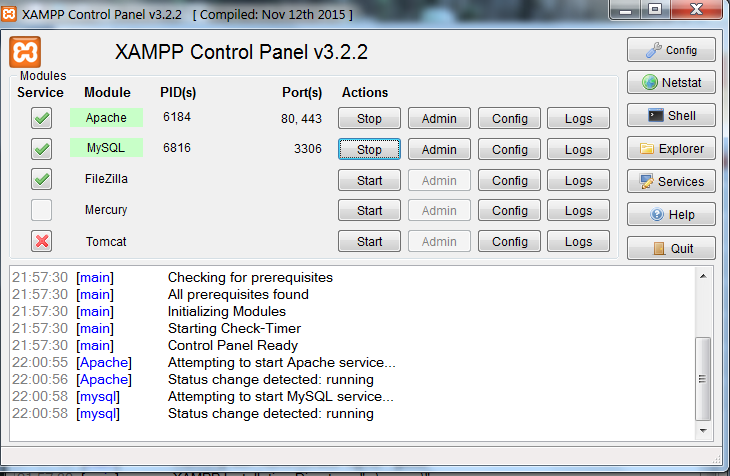 XAMPP Control Panel v3.2.2 [ Compiled: Nov 12th 2015 ]
XAMPP Control Panel v3.2.2
Config
Modules
Service Module PID(s) Port(s) Actions
Netstat
Apache 6184 80, 443 Stop Admin Config Logs
Shell
MySQL 6816 3306 Stop Admin Config Logs
Explorer
FileZilla Start Admin Config Logs
Services
Mercury Start Admin Config Logs
Help
Tomcat Start Admin Config Logs
Quit
21:57:30 [main] Checking for prerequisites
21:57:30 [main] All prerequisites found
21:57:30 [main] Initializing Modules
21:57:30 [main] Starting Check-Timer
21:57:30 [main] Control Panel Ready
22:00:55 [Apache] Attempting to start Apache service...
22:00:56 [Apache] Status change detected: running
22:00:58 [mysql] Attempting to start MySQL service...
22:00:58 [mysql] Status change detected: running